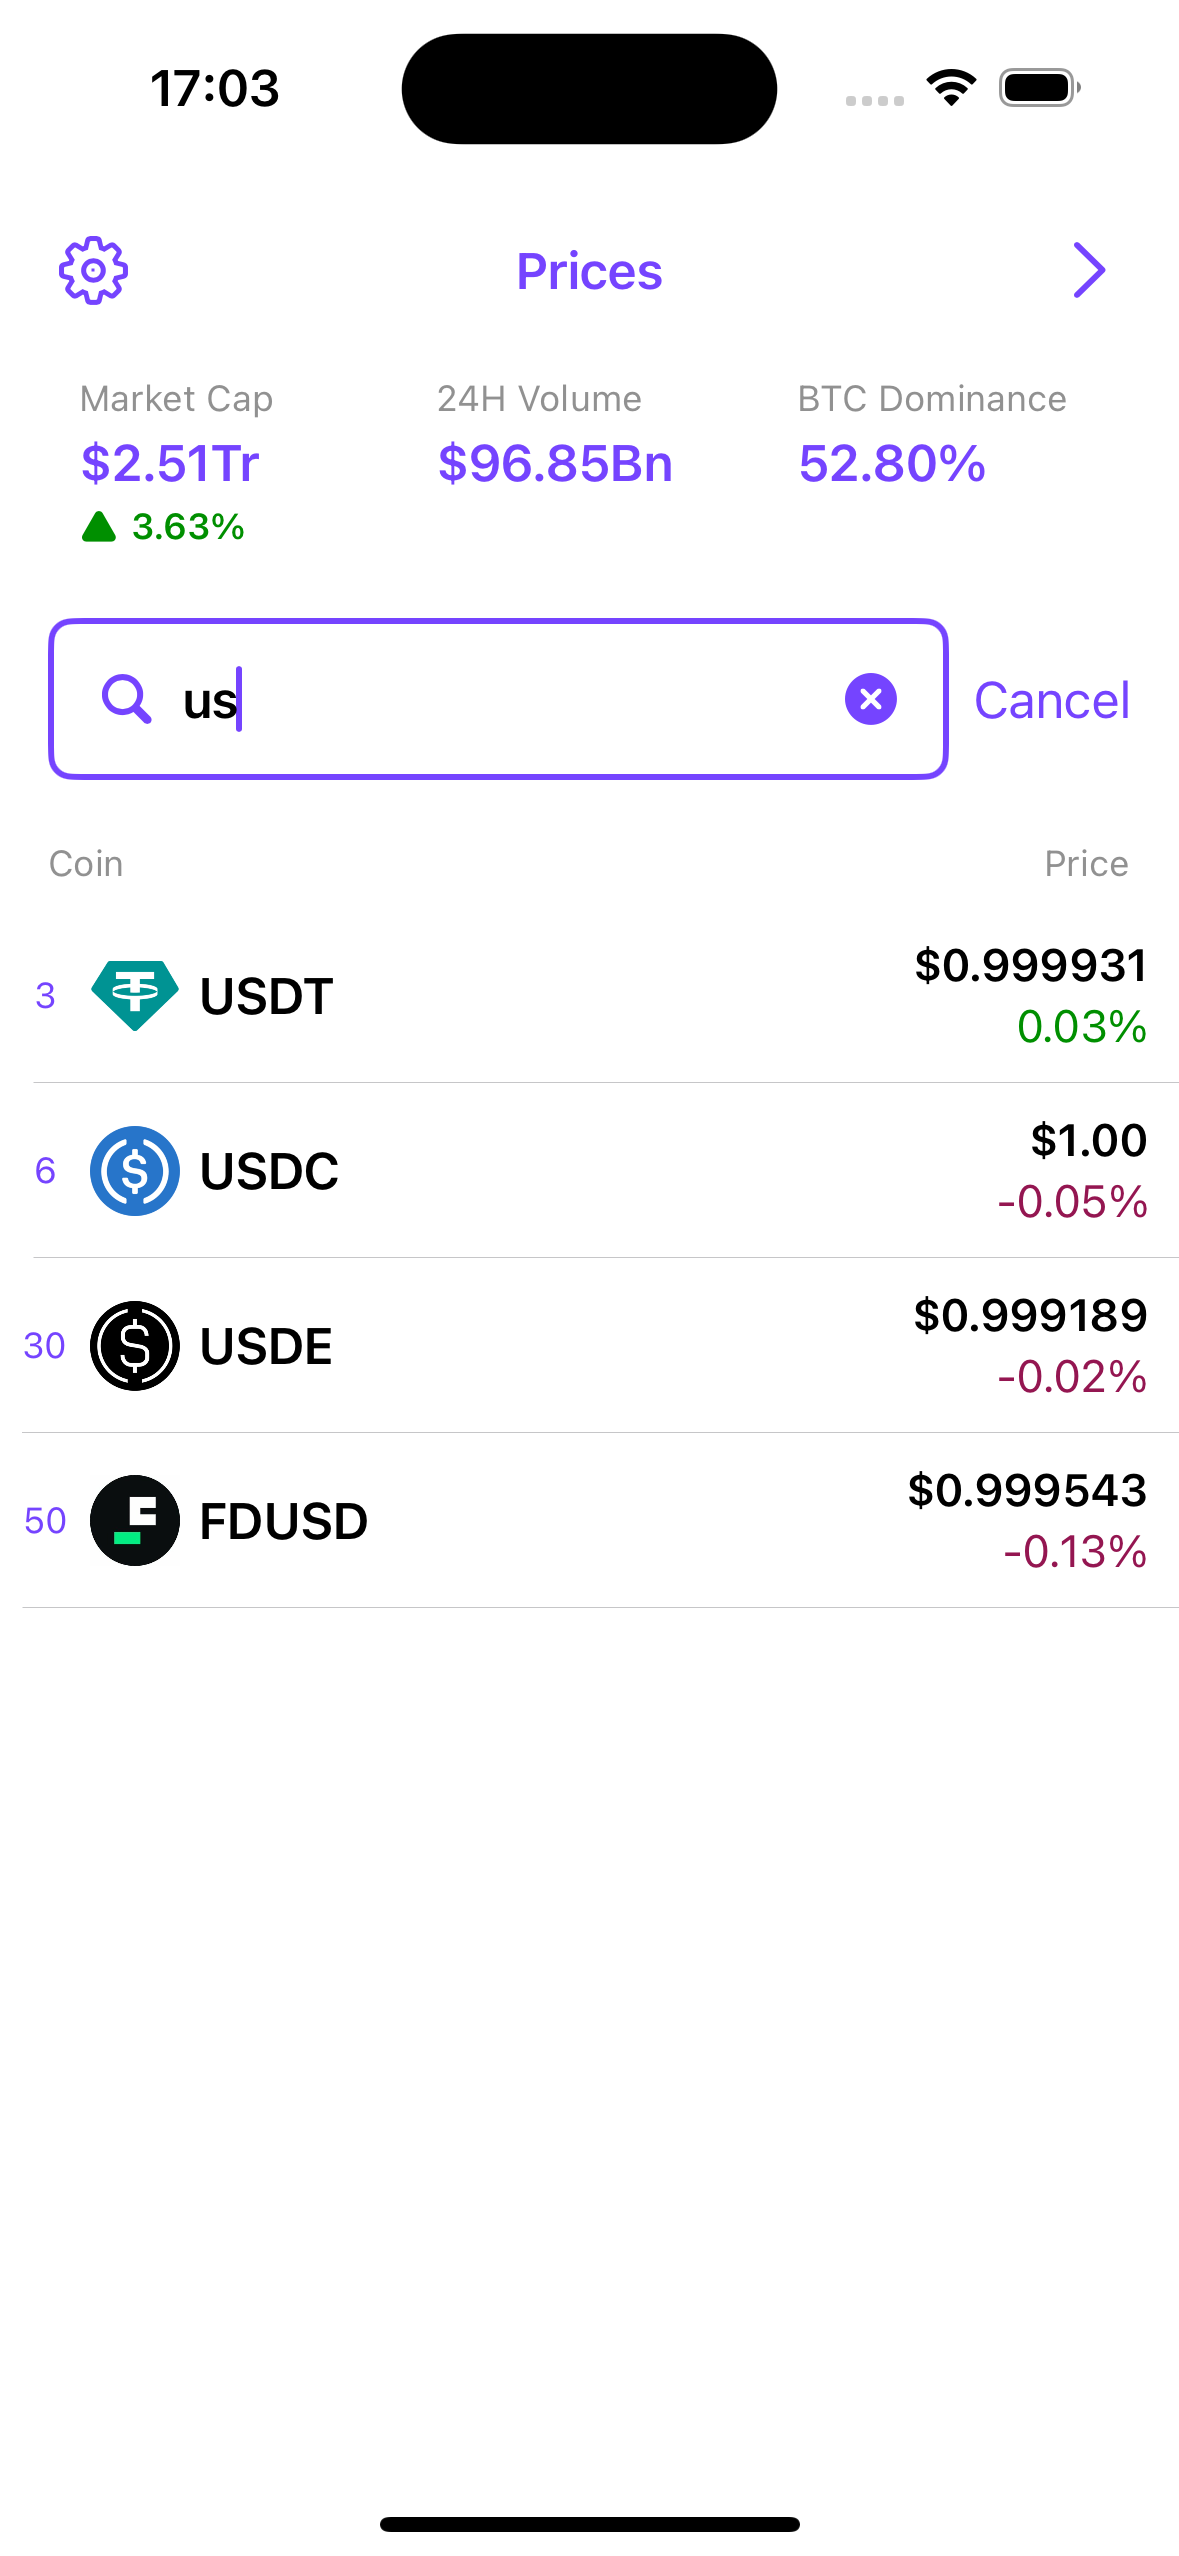 17:03
Prices
Market Cap 24H Volume BTC Dominance
$2.51Tr $96.85Bn 52.80%
3.63%
us Cancel
Coin Price
3 USDT $0.999931
0.03%
6 USDC $1.00
-0.05%
30 USDE $0.999189
-0.02%
50 FDUSD $0.999543
-0.13%